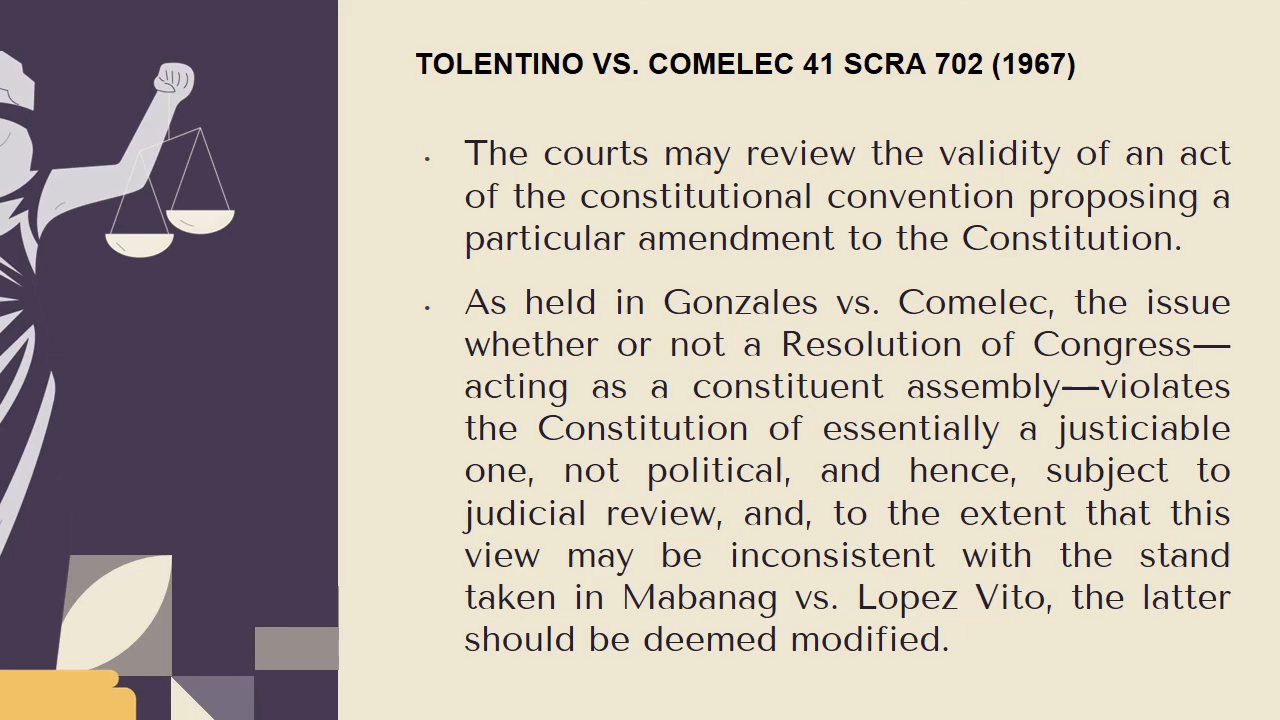 TOLENTINO VS. COMELEC 41 SCRA 702 (1967)
• The courts may review the validity of an act
of the constitutional convention proposing a
particular amendment to the Constitution.
• As held in Gonzales vs. Comelec, the issue
whether or not a Resolution of Congress—
acting as a constituent assembly—violates
the Constitution of essentially a justiciable
one, not political, and hence, subject to
judicial review, and, to the extent that this
view may be inconsistent with the stand
taken in Mabanag vs. Lopez Vito, the latter
should be deemed modified.